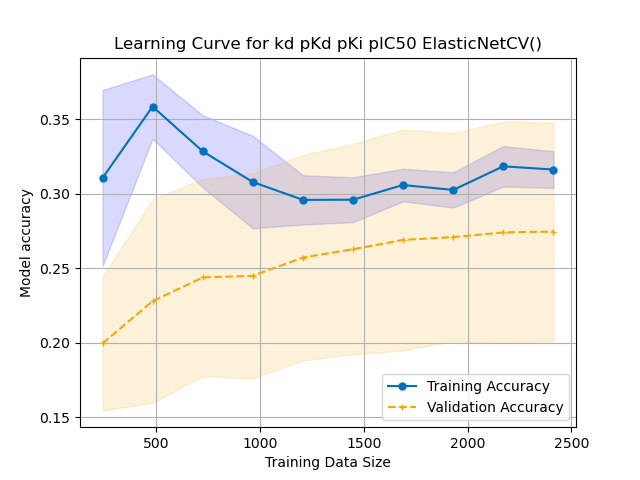 Learning Curve for kd pKd pKi pIC50 ElasticNetCV()
Model accuracy
0.35
0.30
0.25
0.20
0.15
Training Accuracy
Validation Accuracy
500
1000
1500
2000
2500
Training Data Size